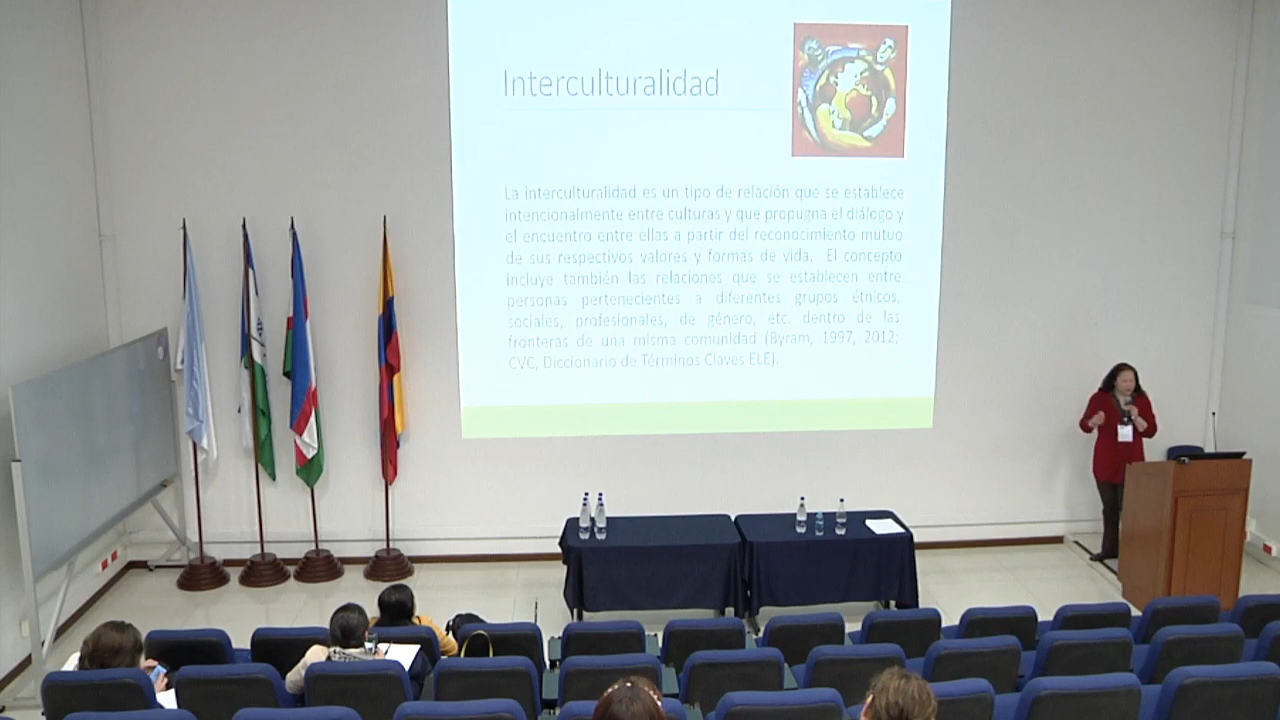 Interculturalidad
La interculturalidad es un tipo de relación que se establece
intencionalmente entre culturas y que propugna el diálogo y
el encuentro entre ellas a partir del reconocimiento mutuo
de sus respectivos valores y formas de vida. El concepto
incluye también las relaciones que se establecen entre
personas pertenecientes a diferentes grupos étnicos,
sociales, profesionales, de género, etc. dentro de las
fronteras de una misma comunidad (Byram, 1997, 2012;
CVC, Diccionario de Términos Claves ELE).